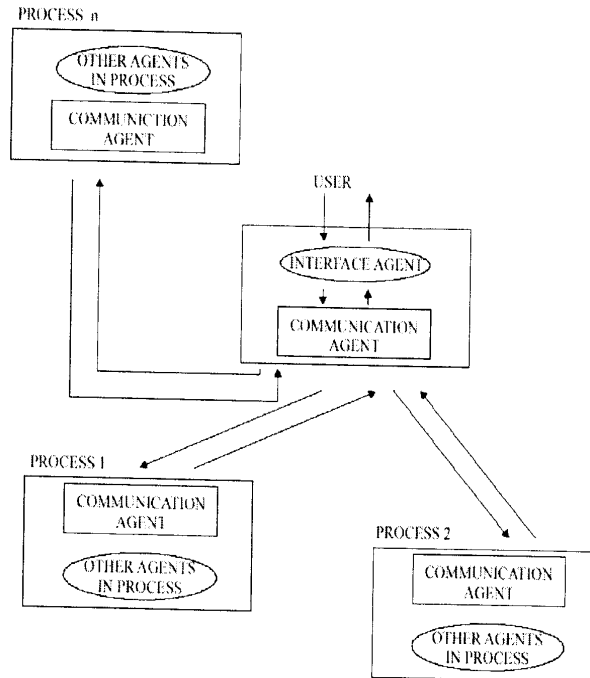 PROCESS n
OTHER AGENTS
IN PROCESS
COMMUNICTION
AGENT
USER
INTERFACE AGENT
COMMUNICATION
AGENT
PROCESS 1
COMMUNICATION
AGENT
OTHER AGENTS
IN PROCESS
PROCESS 2
COMMUNICATION
AGENT
OTHER AGENTS
IN PROCESS